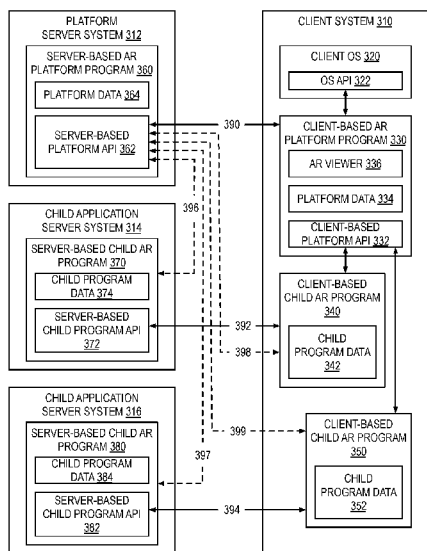 PLATFORM
SERVER SYSTEM 312
SERVER-BASED AR
PLATFORM PROGRAM 360
PLATFORM DATA 364
SERVER-BASED
PLATFORM API
362
CHILD APPLICATION
SERVER SYSTEM 314
SERVER-BASED CHILD AR
PROGRAM 370
CHILD PROGRAM
DATA 374
SERVER-BASED
CHILD PROGRAM API
372
CHILD APPLICATION
SERVER SYSTEM 316
SERVER-BASED CHILD AR
PROGRAM 380
CHILD PROGRAM
DATA 384
SERVER-BASED
CHILD PROGRAM API
382
390
396
392
398
399
397
394
CLIENT SYSTEM 310
CLIENT OS 320
OS API 322
CLIENT-BASED AR
PLATFORM PROGRAM
330
AR VIEWER
336
PLATFORM DATA
334
CLIENT-BASED
PLATFORM API 332
CLIENT-BASED
CHILD AR PROGRAM
340
CHILD
PROGRAM DATA
342
CLIENT-BASED
CHILD AR PROGRAM
350
CHILD
PROGRAM DATA
352